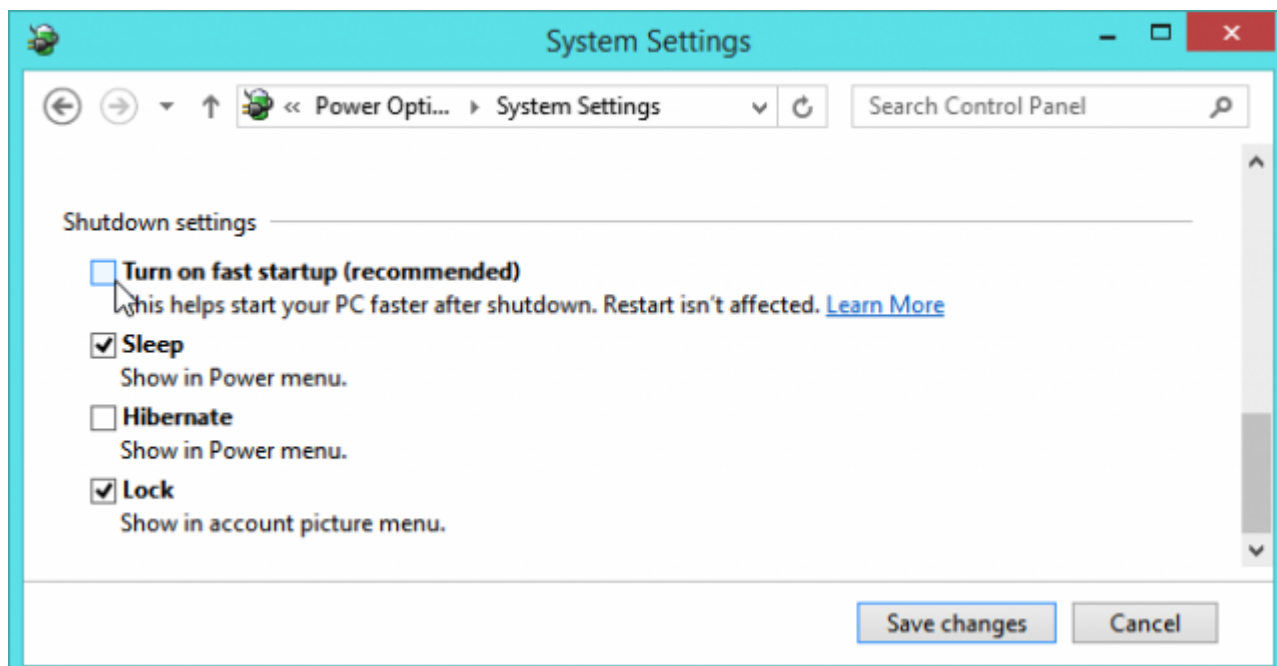 System Settings
« Power Opti... System Settings
Search Control Panel
Shutdown settings
Turn on fast startup (recommended)
This helps start your PC faster after shutdown. Restart isn't affected. Learn More
Sleep
Show in Power menu.
Hibernate
Show in Power menu.
Lock
Show in account picture menu.
Save changes Cancel